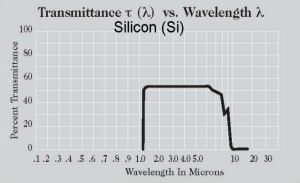 Transmittance τ (λ) vs. Wavelength λ
Silicon (Si)
Percent Transmittance
100
80
60
40
20
0
.1 .2 .3 .4 .5 .6 .7 .8 .9 1.0 2.0 3.0 4.0 5.0 10 20 30
Wavelength In Microns